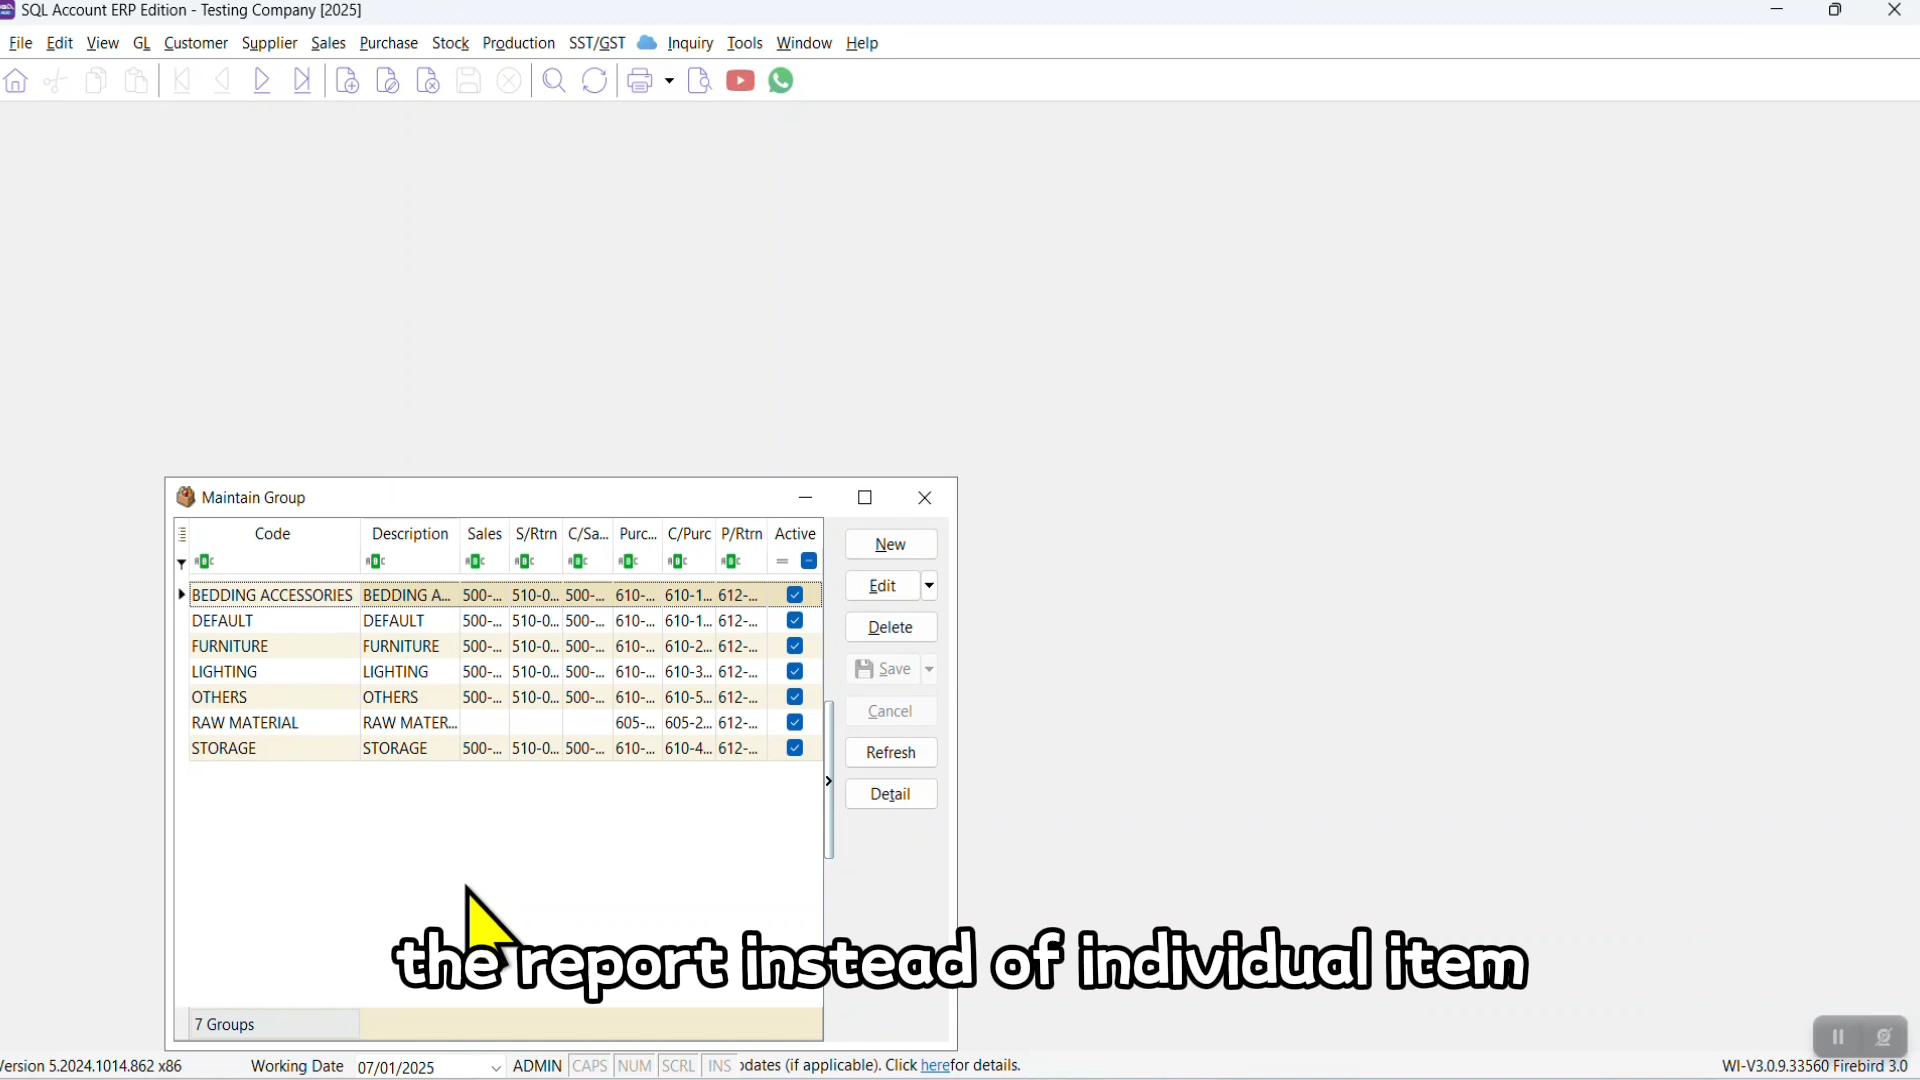 SQL Account ERP Edition - Testing Company [2025]
File Edit View GL Customer Supplier Sales Purchase Stock Production SST/GST Inquiry Tools Window Help
Maintain Group
Code Description Sales S/Rtrn C/Sa... Purc... C/Purc P/Rtrn Active
BEDDING ACCESSORIES BEDDING A... 500-... 510-0... 500-... 610-... 610-1... 612-...
DEFAULT DEFAULT 500-... 510-0... 500-... 610-... 610-1... 612-...
FURNITURE FURNITURE 500-... 510-0... 500-... 610-... 610-2... 612-...
LIGHTING LIGHTING 500-... 510-0... 500-... 610-... 610-3... 612-...
OTHERS OTHERS 500-... 510-0... 500-... 610-... 610-5... 612-...
RAW MATERIAL RAW MATER... 605-... 605-2... 612-...
STORAGE STORAGE 500-... 510-0... 500-... 610-... 610-4... 612-...
New
Edit
Delete
Save
Cancel
Refresh
Detail
the report instead of individual item
7 Groups
ersion 5.2024.1014.862 x86 Working Date 07/01/2025 ADMIN CAPS NUM SCRL INS dates (if applicable). Click here for details. WI-V3.0.9.33560 Firebird 3.0